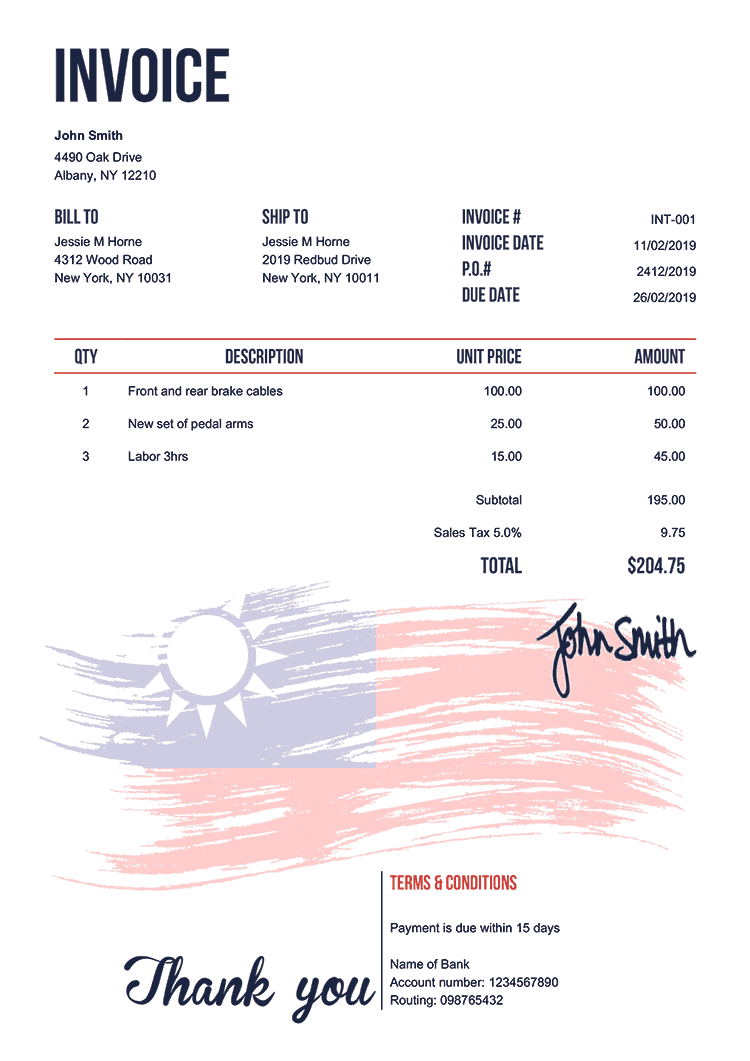 INVOICE
John Smith
4490 Oak Drive
Albany, NY 12210
BILL TO
Jessie M Horne
4312 Wood Road
New York, NY 10031
SHIP TO
Jessie M Horne
2019 Redbud Drive
New York, NY 10011
INVOICE # INT-001
INVOICE DATE 11/02/2019
P.O.# 2412/2019
DUE DATE 26/02/2019
QTY DESCRIPTION UNIT PRICE AMOUNT
1 Front and rear brake cables 100.00 100.00
2 New set of pedal arms 25.00 50.00
3 Labor 3hrs 15.00 45.00
Subtotal 195.00
Sales Tax 5.0% 9.75
TOTAL $204.75
John Smith
TERMS & CONDITIONS
Payment is due within 15 days
Name of Bank
Account number: 1234567890
Routing: 098765432
Thank you